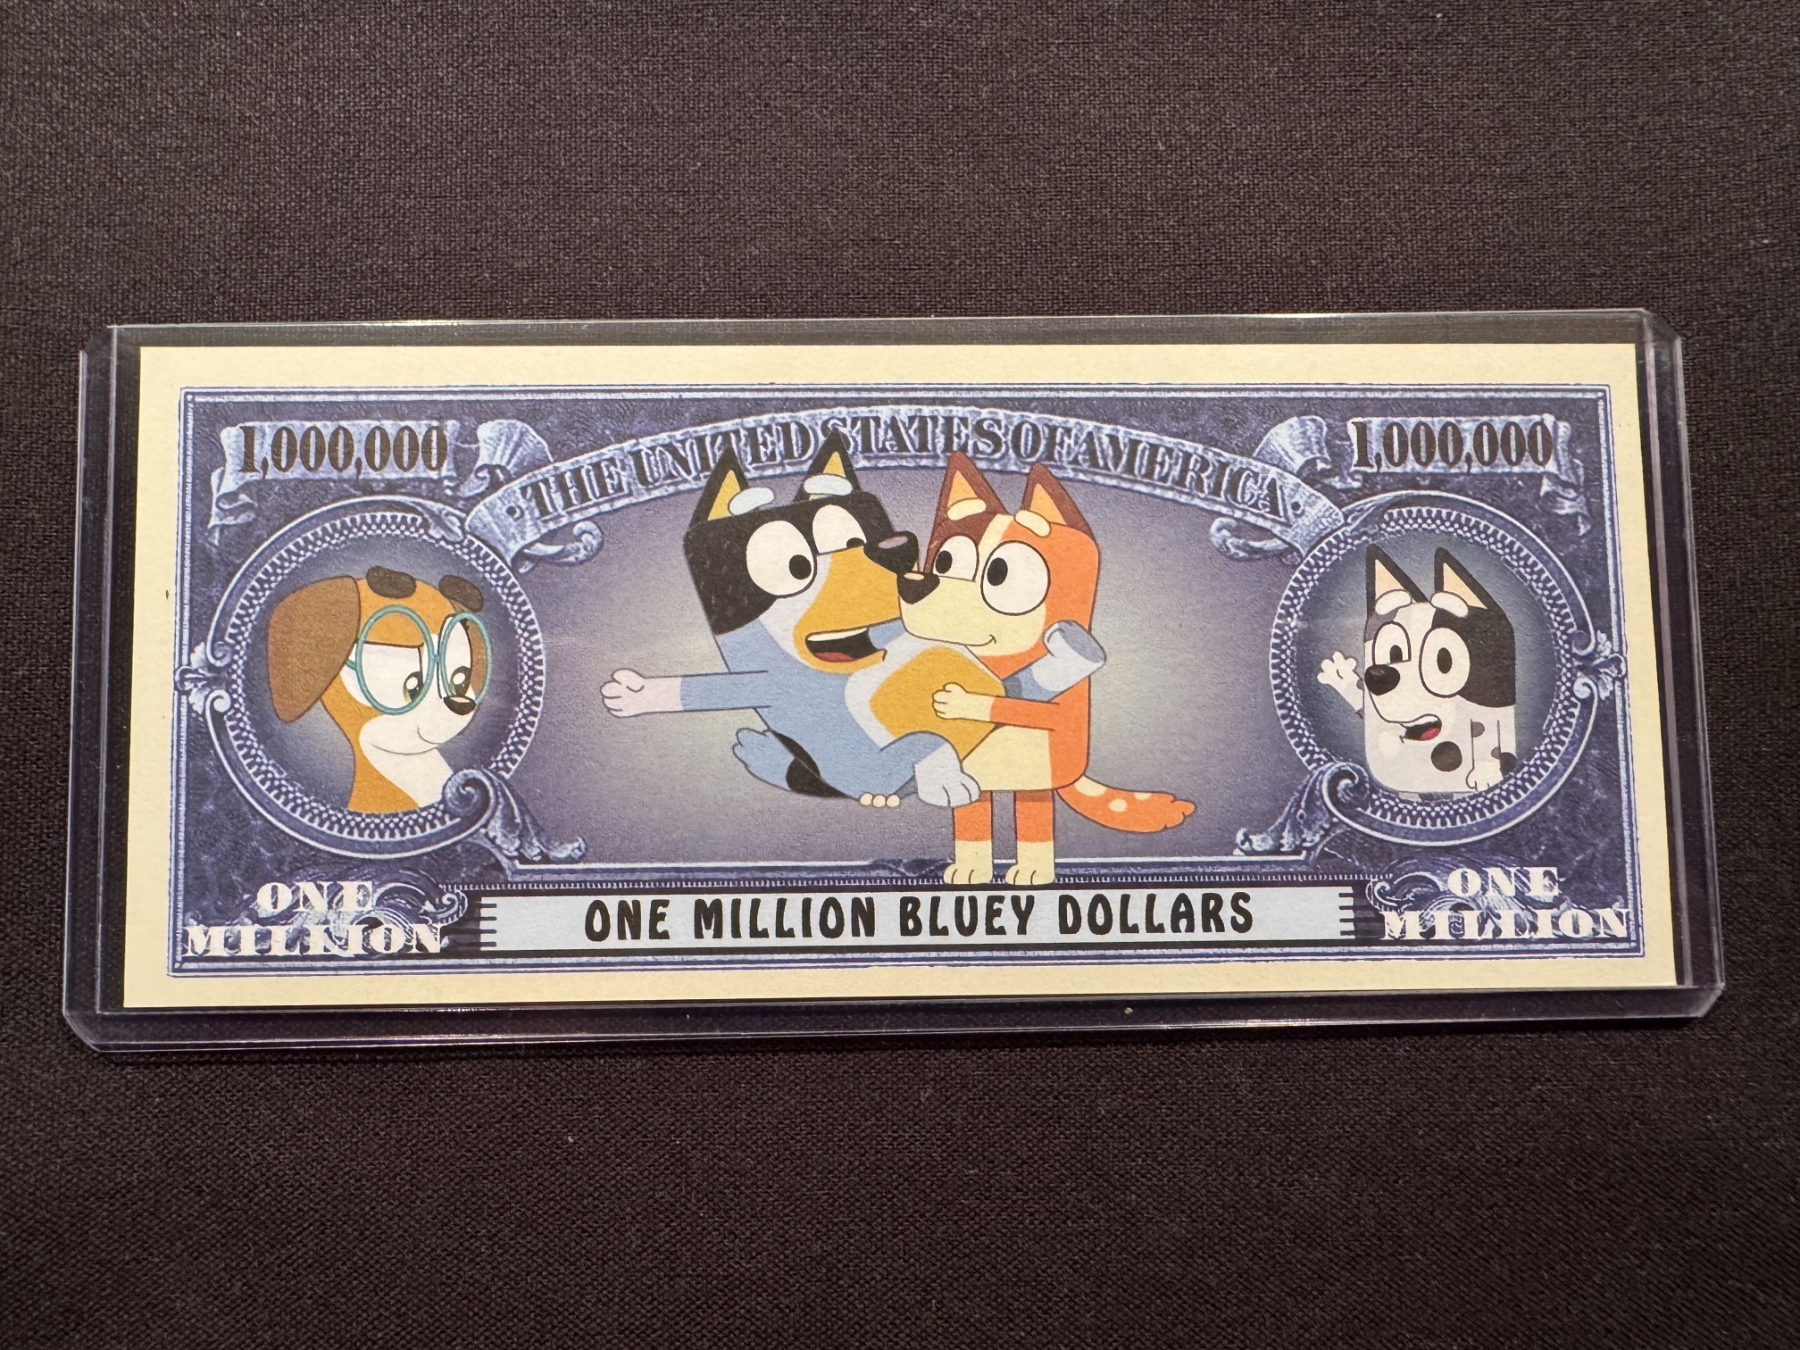 1,000,000
THE UNITED STATES OF AMERICA
1,000,000
ONE
MILLION
ONE MILLION BLUEY DOLLARS
ONE
MILLION